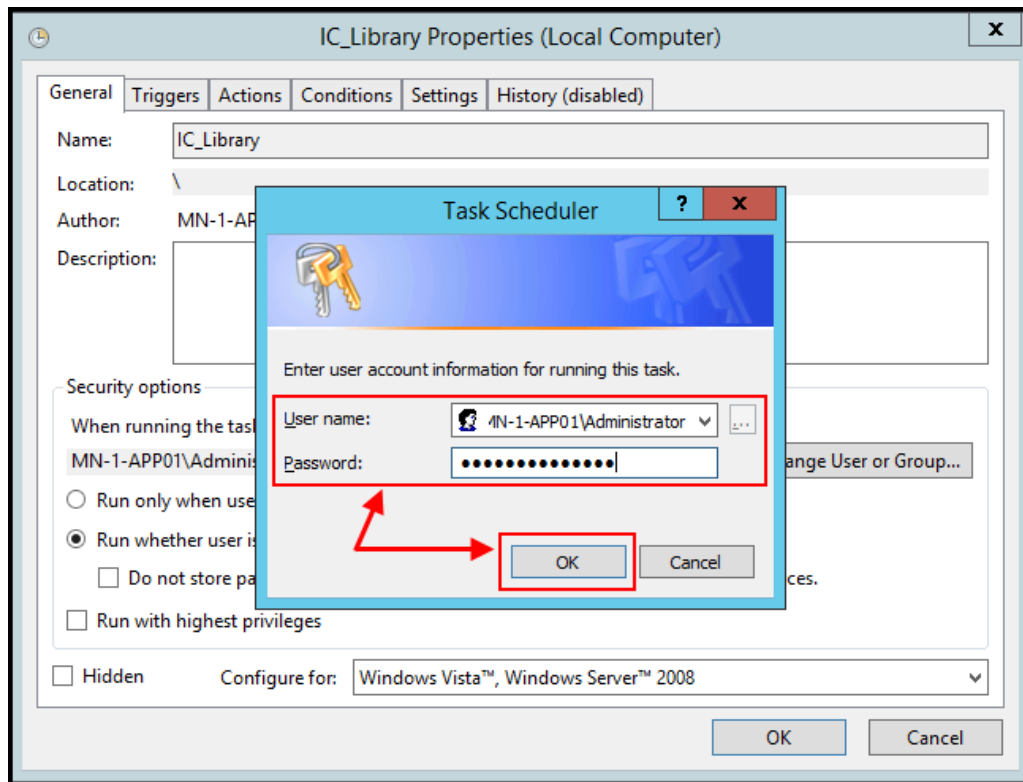 IC_Library Properties (Local Computer)
x
General Triggers Actions Conditions Settings History (disabled)
Name: IC_Library
Location: \
Author: MN-1-AP
Description:
Task Scheduler
? x
Enter user account information for running this task.
User name: MN-1-APP01\Administrator ...
Password: ••••••••••••••
OK Cancel
Security options
When running the tas
MN-1-APP01\Adminis ange User or Group...
Run only when use
Run whether user is
Do not store pa ces.
Run with highest privileges
Hidden Configure for: Windows Vista™, Windows Server™ 2008
OK Cancel